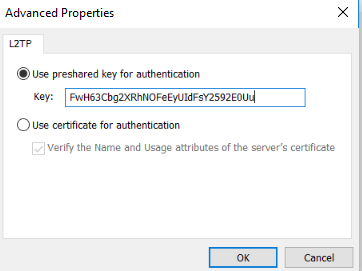 Advanced Properties
L2TP
Use preshared key for authentication
Key: FwH63Cbg2XRhNOFeEyUIdFsY2592E0Uu
Use certificate for authentication
Verify the Name and Usage attributes of the server's certificate
OK Cancel